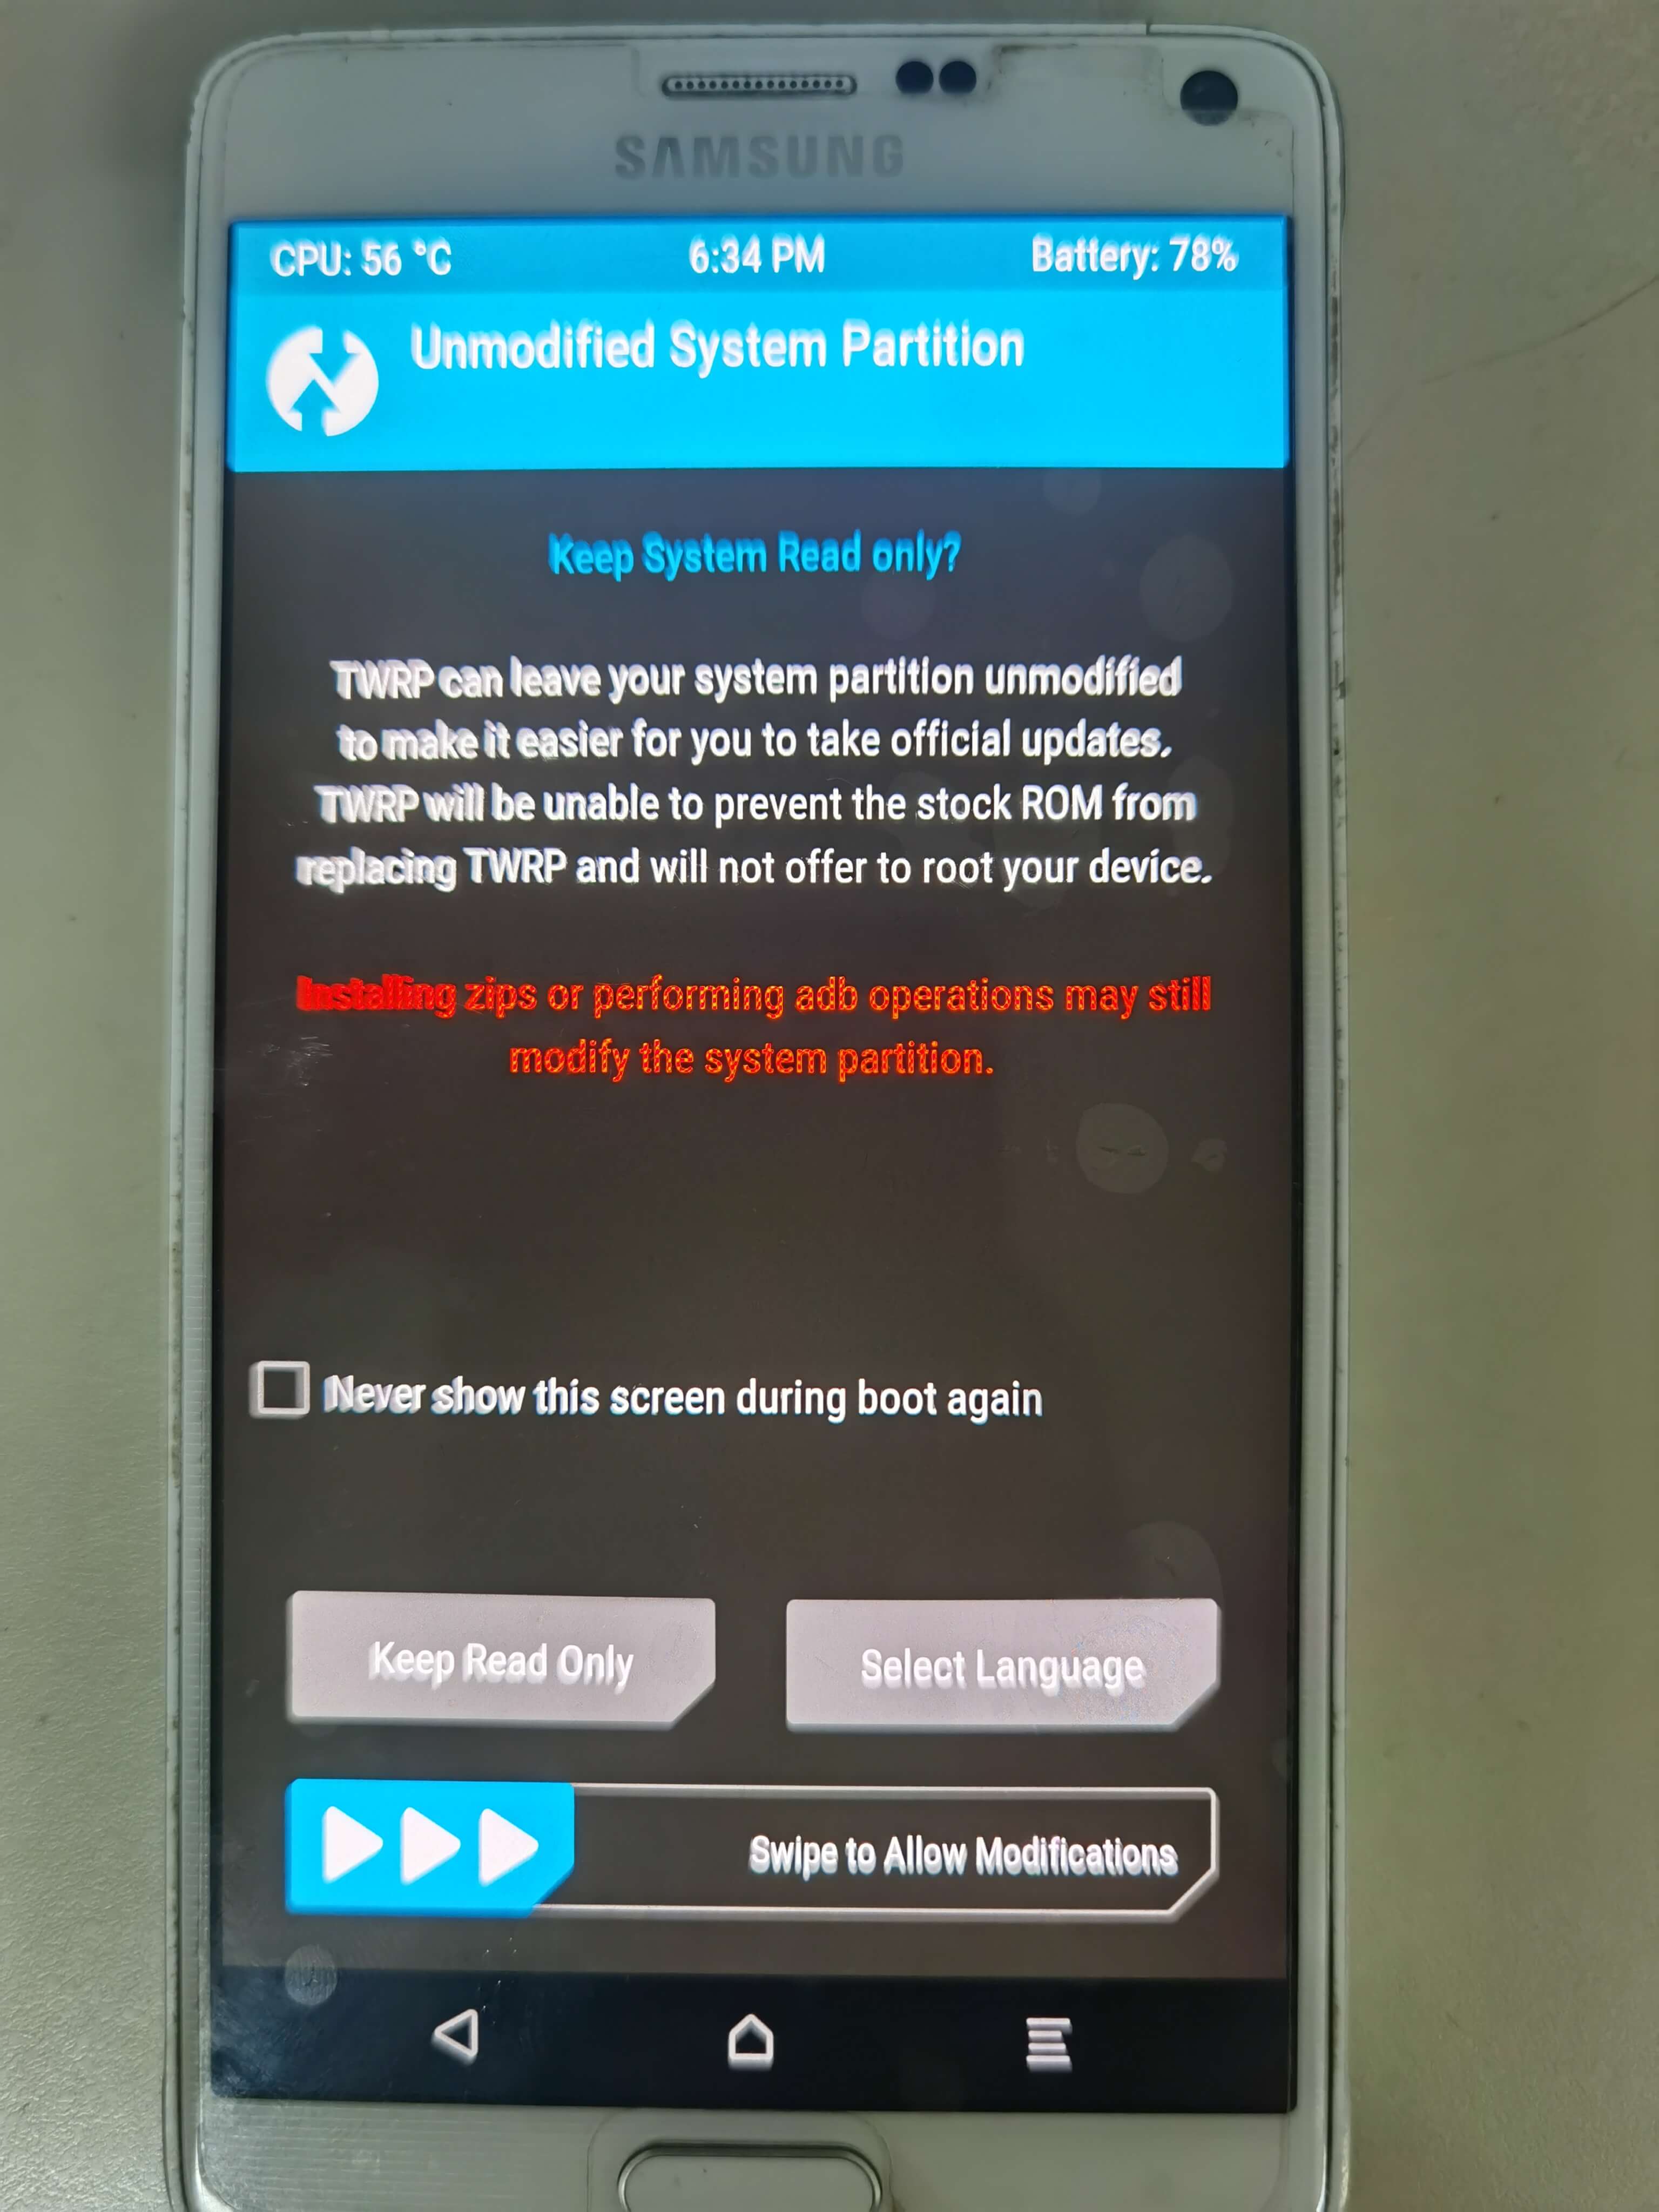 SAMSUNG
CPU: 56 °C 6:34 PM Battery: 78%
Unmodified System Partition
Keep System Read only?
TWRP can leave your system partition unmodified
to make it easier for you to take official updates.
TWRP will be unable to prevent the stock ROM from
replacing TWRP and will not offer to root your device.
Installing zips or performing adb operations may still
modify the system partition.
Never show this screen during boot again
Keep Read Only Select Language
Swipe to Allow Modifications